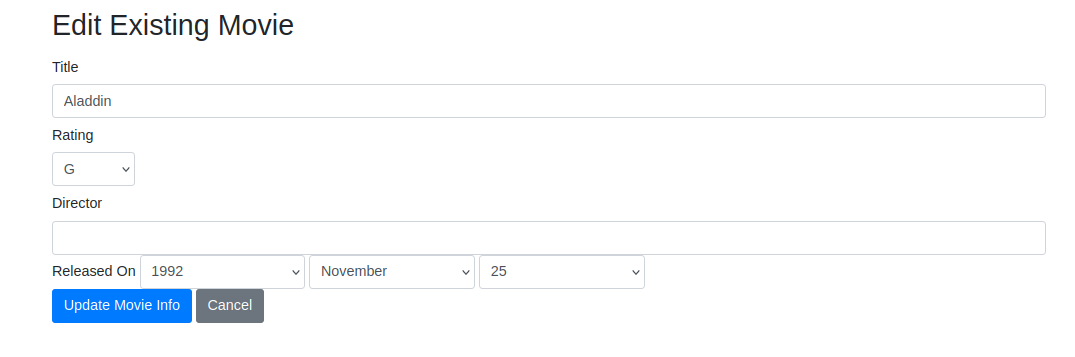 Edit Existing Movie
Title
Aladdin
Rating
G
Director
Released On 1992 November 25
Update Movie Info Cancel